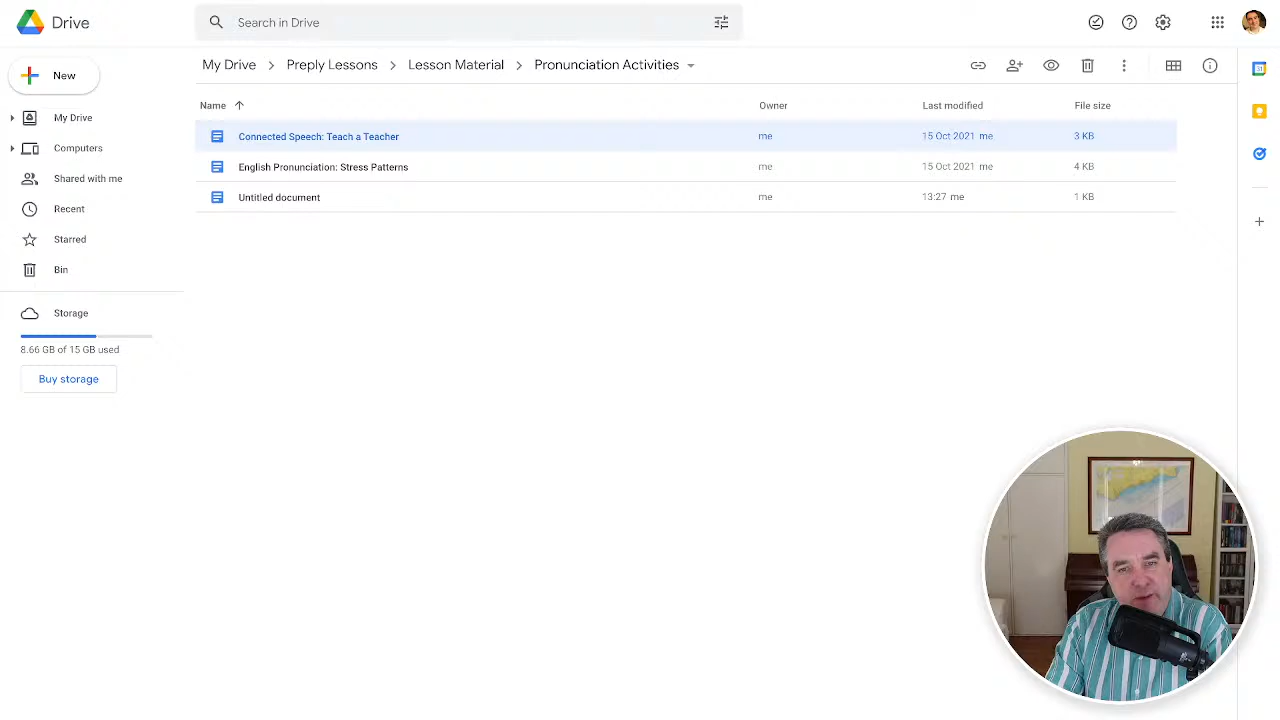 Drive
Search in Drive
New
My Drive
Computers
Shared with me
Recent
Starred
Bin
Storage
8.66 GB of 15 GB used
Buy storage
My Drive > Preply Lessons > Lesson Material > Pronunciation Activities
Name Owner Last modified File size
Connected Speech: Teach a Teacher me 15 Oct 2021 me 3 KB
English Pronunciation: Stress Patterns me 15 Oct 2021 me 4 KB
Untitled document me 13:27 me 1 KB
31